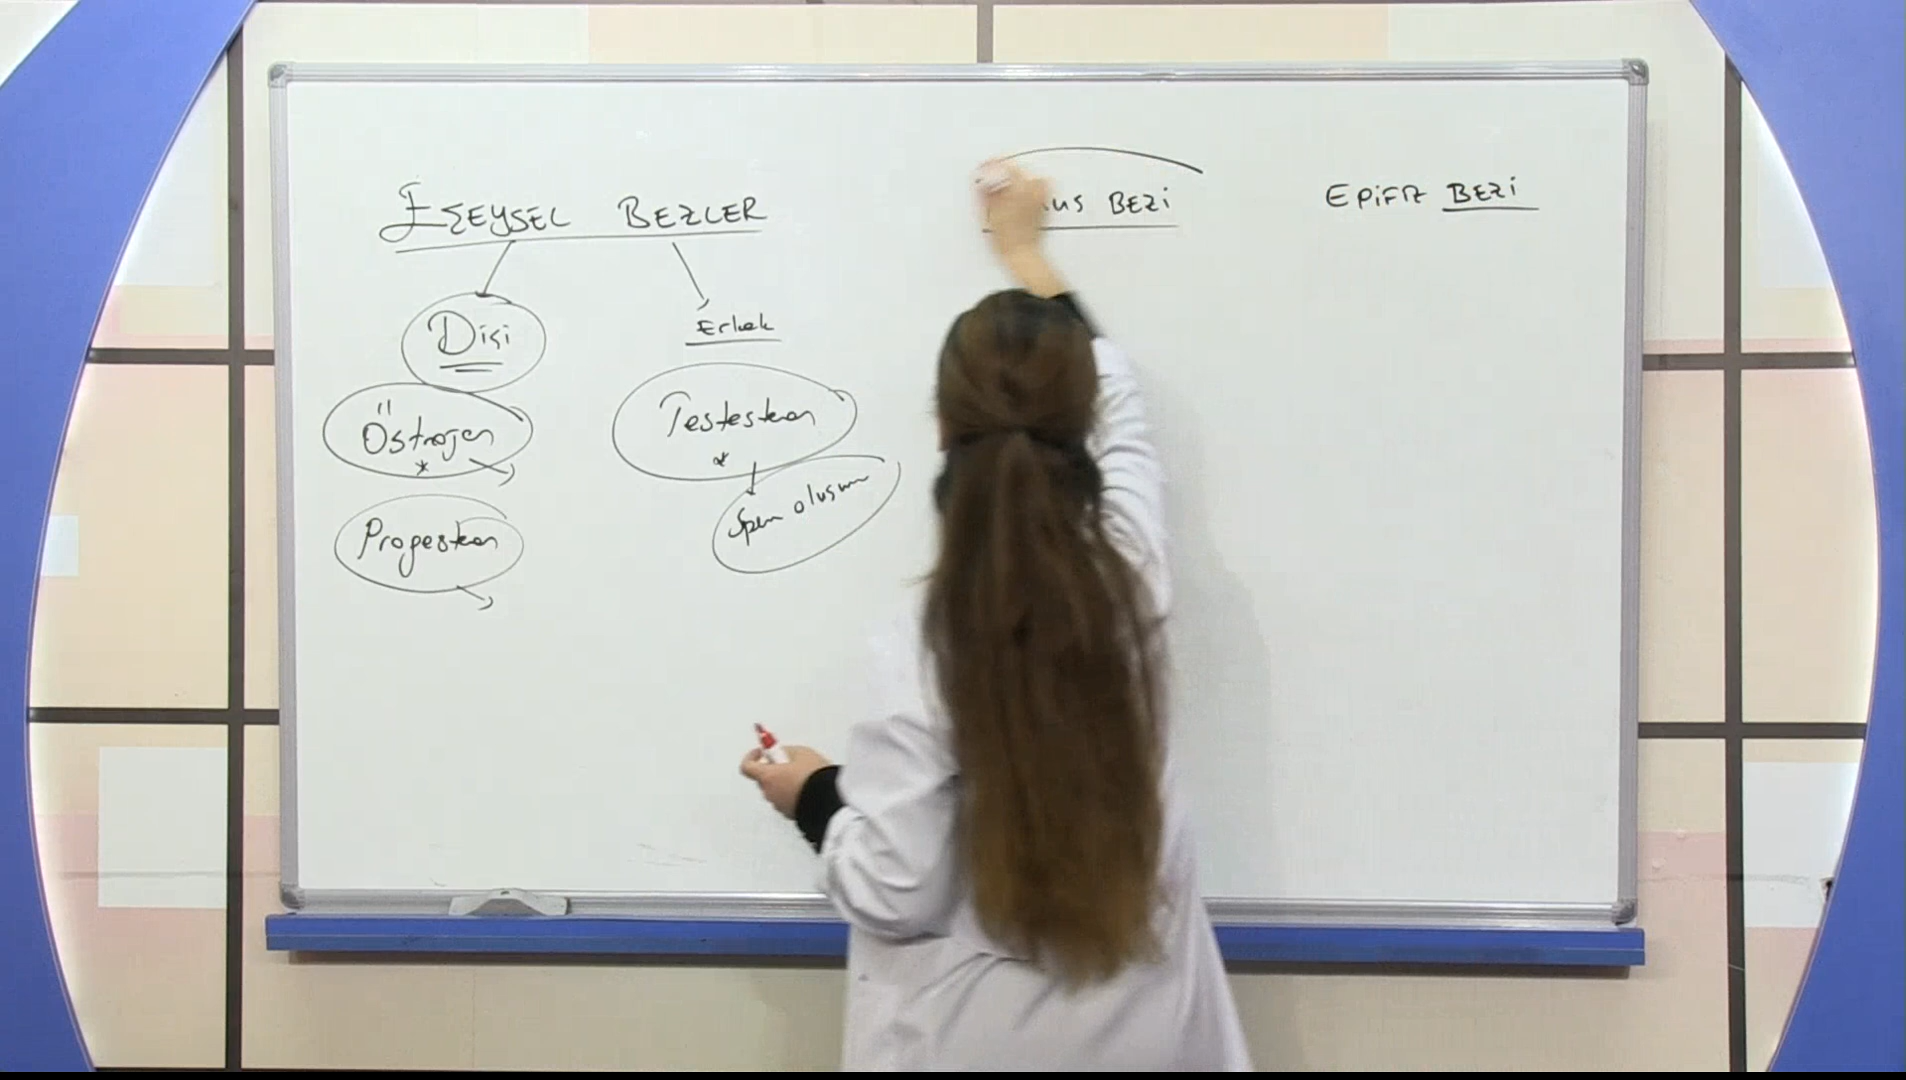 EŞEYSEL BEZLER
Dişi
Östrojen
*
Progesteron
Erkek
Testesteron
*
Sperm oluşumu
BEZİ
EPİFİZ BEZİ